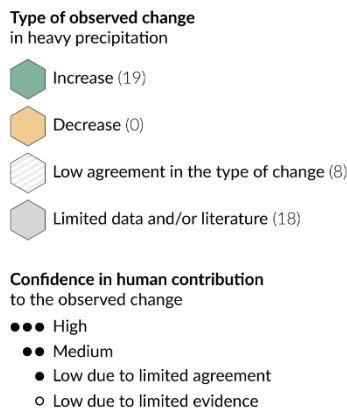 Type of observed change
in heavy precipitation
Increase (19)
Decrease (0)
Low agreement in the type of change (8)
Limited data and/or literature (18)
Confidence in human contribution
to the observed change
●●● High
●● Medium
● Low due to limited agreement
○ Low due to limited evidence